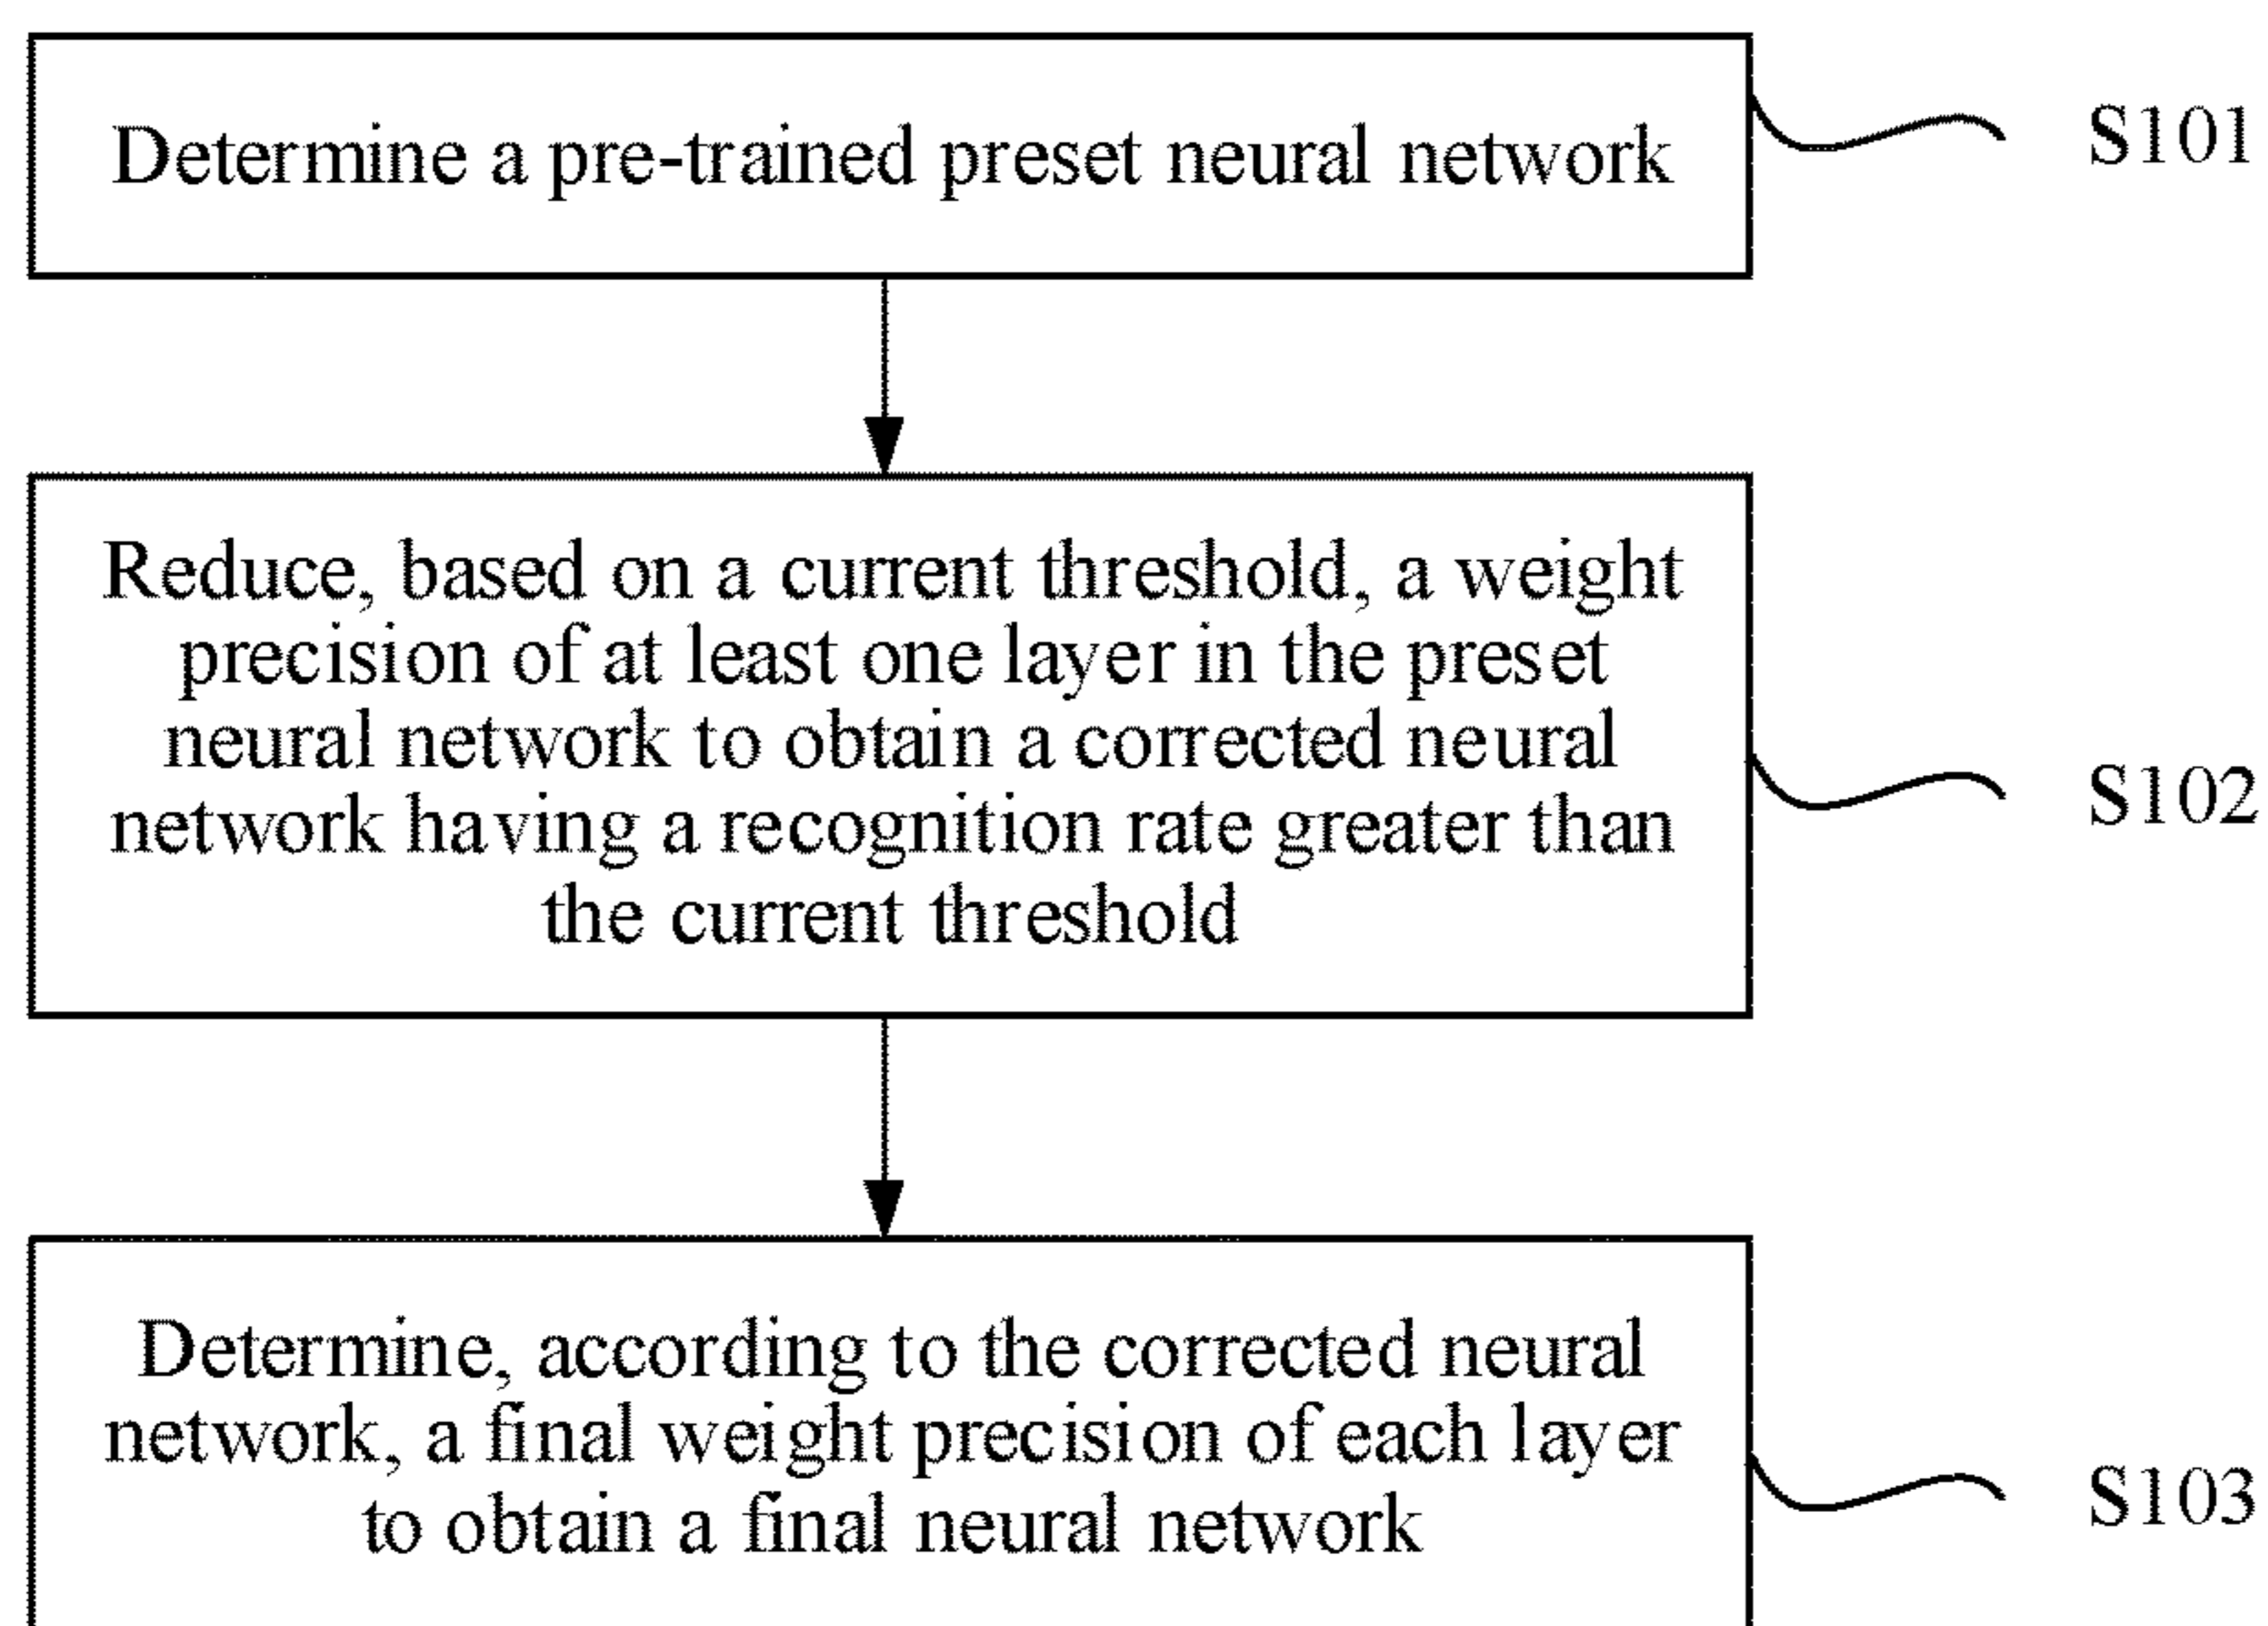 Determine a pre-trained preset neural network
S101
Reduce, based on a current threshold, a weight
precision of at least one layer in the preset
neural network to obtain a corrected neural
network having a recognition rate greater than
the current threshold
S102
Determine, according to the corrected neural
network, a final weight precision of each layer
to obtain a final neural network
S103